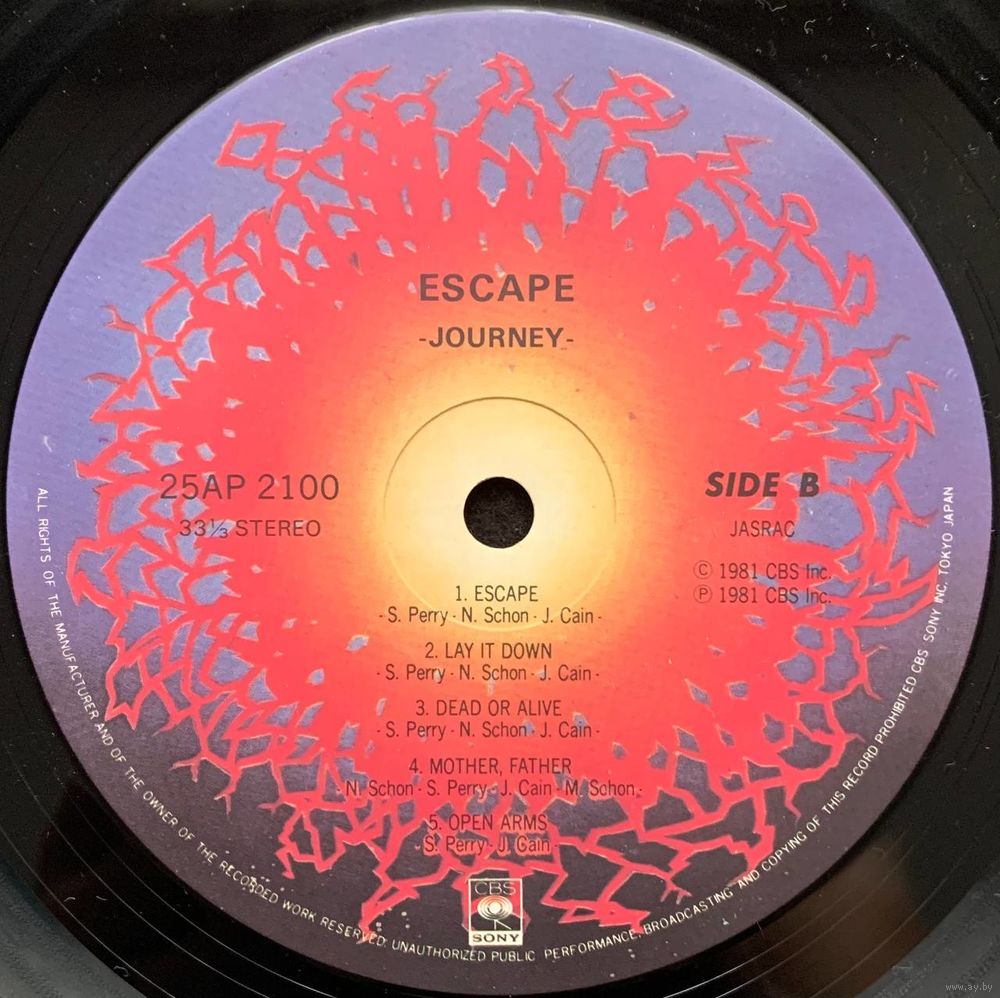 ESCAPE
-JOURNEY-
25AP 2100
33⅓ STEREO
SIDE B
JASRAC
Ⓒ 1981 CBS Inc.
Ⓟ 1981 CBS Inc.
1. ESCAPE
- S. Perry - N. Schon - J. Cain -
2. LAY IT DOWN
- S. Perry - N. Schon - J. Cain -
3. DEAD OR ALIVE
- S. Perry - N. Schon - J. Cain -
4. MOTHER, FATHER
- N. Schon - S. Perry - J. Cain - M. Schon -
5. OPEN ARMS
- S. Perry - J. Cain -
CBS
SONY
ALL RIGHTS OF THE MANUFACTURER AND OF THE OWNER OF THE RECORDED WORK RESERVED. UNAUTHORIZED PUBLIC PERFORMANCE, BROADCASTING AND COPYING OF THIS RECORD PROHIBITED CBS SONY INC. TOKYO JAPAN
www.ay.by